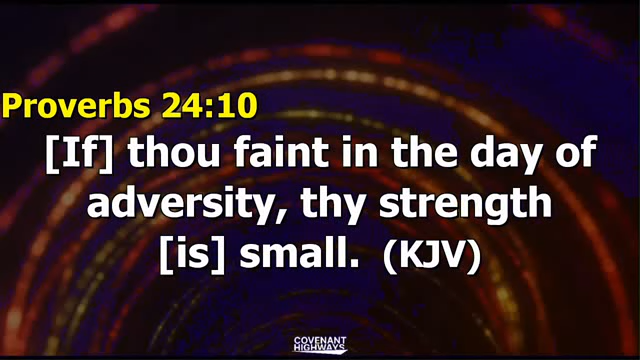 Proverbs 24:10
[If] thou faint in the day of
adversity, thy strength
[is] small. (KJV)
COVENANT
HIGHWAYS